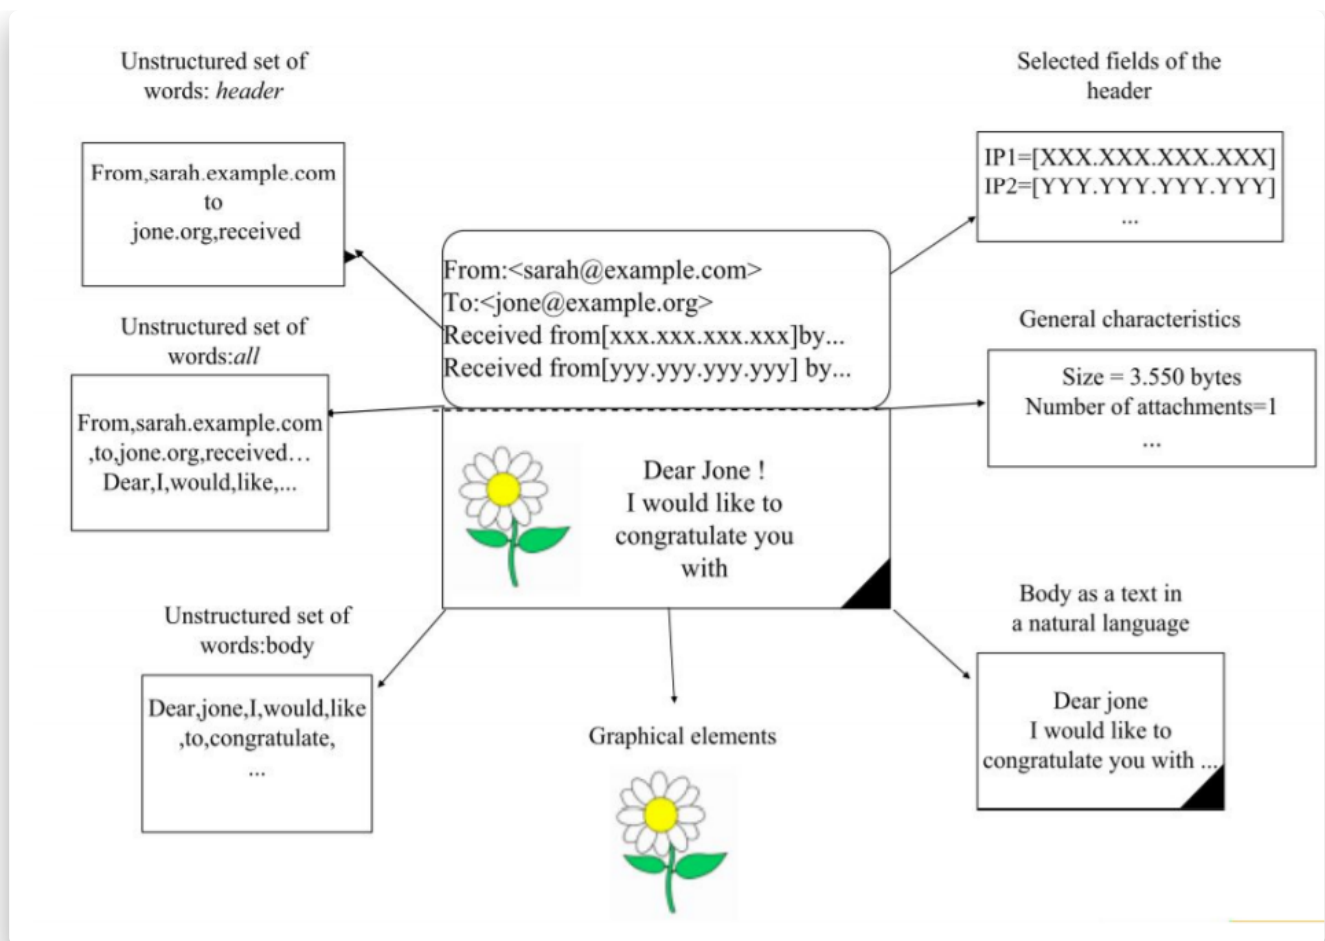 Unstructured set of
words: header
From,sarah.example.com
to
jone.org,received
Unstructured set of
words:all
From,sarah.example.com
,to,jone.org,received...
Dear,I,would,like,...
Unstructured set of
words:body
Dear,jone,I,would,like
,to,congratulate,
...
From:<sarah@example.com>
To:<jone@example.org>
Received from[xxx.xxx.xxx.xxx]by...
Received from[yyy.yyy.yyy.yyy] by...
Dear Jone !
I would like to
congratulate you
with
Graphical elements
Selected fields of the
header
IP1=[XXX.XXX.XXX.XXX]
IP2=[YYY.YYY.YYY.YYY]
...
General characteristics
Size = 3.550 bytes
Number of attachments=1
...
Body as a text in
a natural language
Dear jone
I would like to
congratulate you with ...